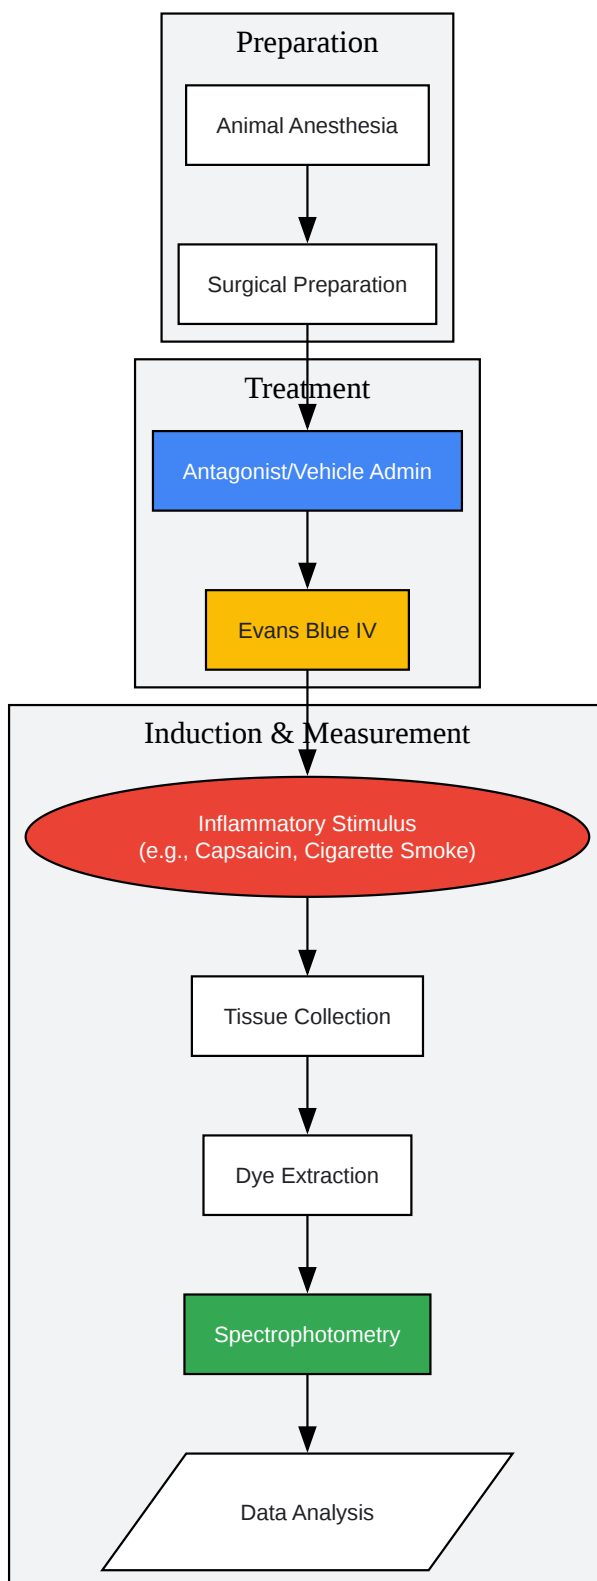 Preparation
Animal Anesthesia
Surgical Preparation
Treatment
Antagonist/Vehicle Admin
Evans Blue IV
Induction & Measurement
Inflammatory Stimulus
(e.g., Capsaicin, Cigarette Smoke)
Tissue Collection
Dye Extraction
Spectrophotometry
Data Analysis